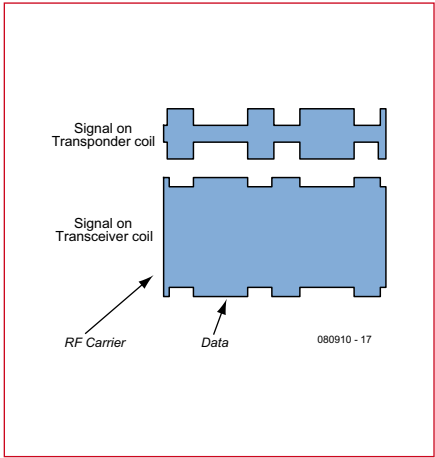 Signal on
Transponder coil
Signal on
Transceiver coil
RF Carrier
Data
080910 - 17